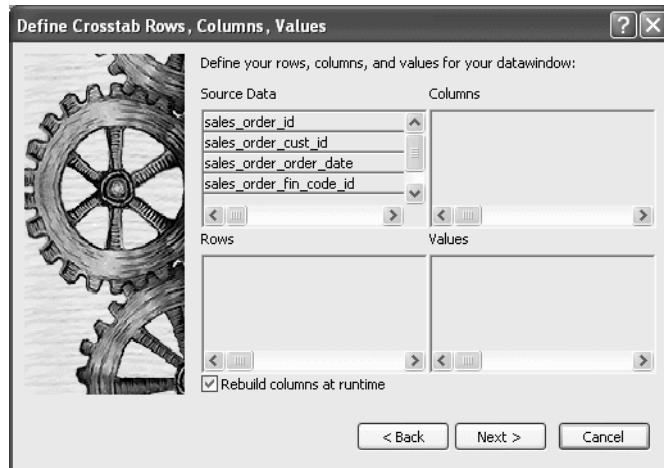 Define Crosstab Rows, Columns, Values
Define your rows, columns, and values for your datawindow:
Source Data
Columns
sales_order_id
sales_order_cust_id
sales_order_order_date
sales_order_fin_code_id
Rows
Values
Rebuild columns at runtime
< Back
Next >
Cancel